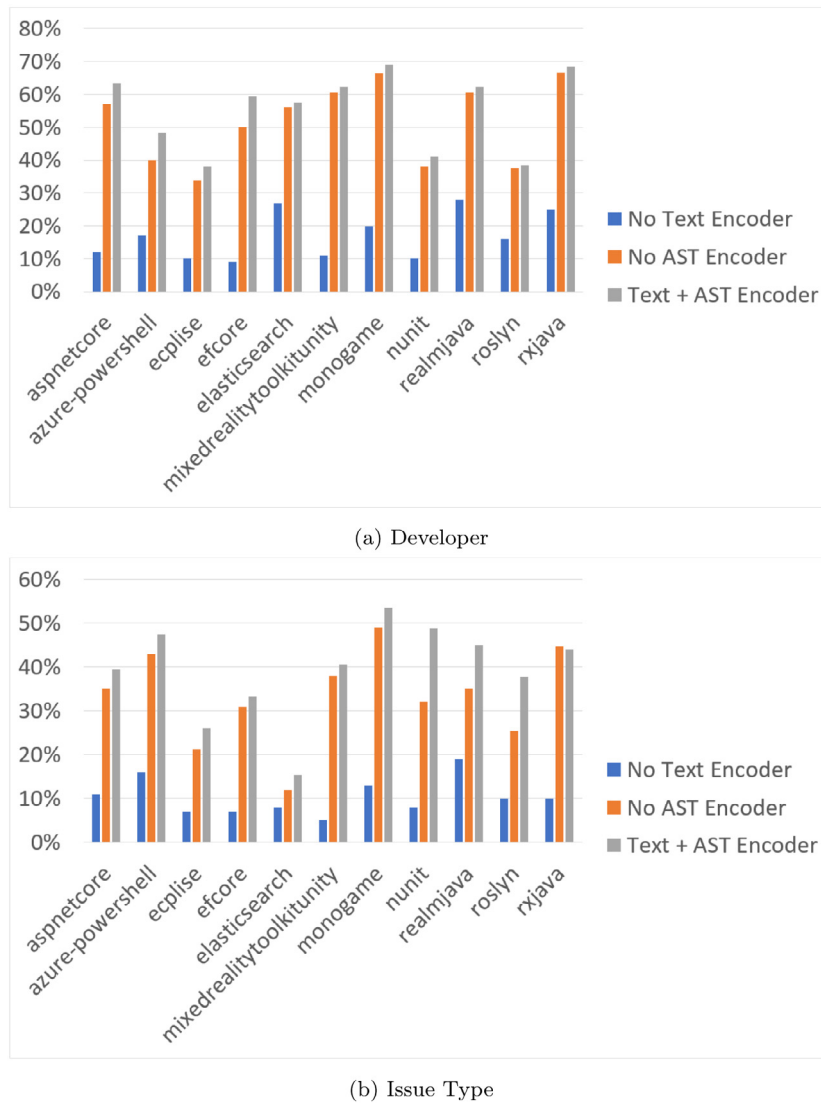 80%
70%
60%
50%
40%
30%
20%
10%
0%
aspnetcore
azure-powershell
ecplise
efcore
elasticsearch
mixedrealitytoolkitunity
monogame
nunit
realmjava
roslyn
rxjava
No Text Encoder
No AST Encoder
Text + AST Encoder
(a) Developer
60%
50%
40%
30%
20%
10%
0%
aspnetcore
azure-powershell
ecplise
efcore
elasticsearch
mixedrealitytoolkitunity
monogame
nunit
realmjava
roslyn
rxjava
No Text Encoder
No AST Encoder
Text + AST Encoder
(b) Issue Type